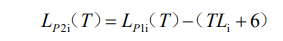 L_{P2i}(T) = L_{P1i}(T) − (TL_i + 6)